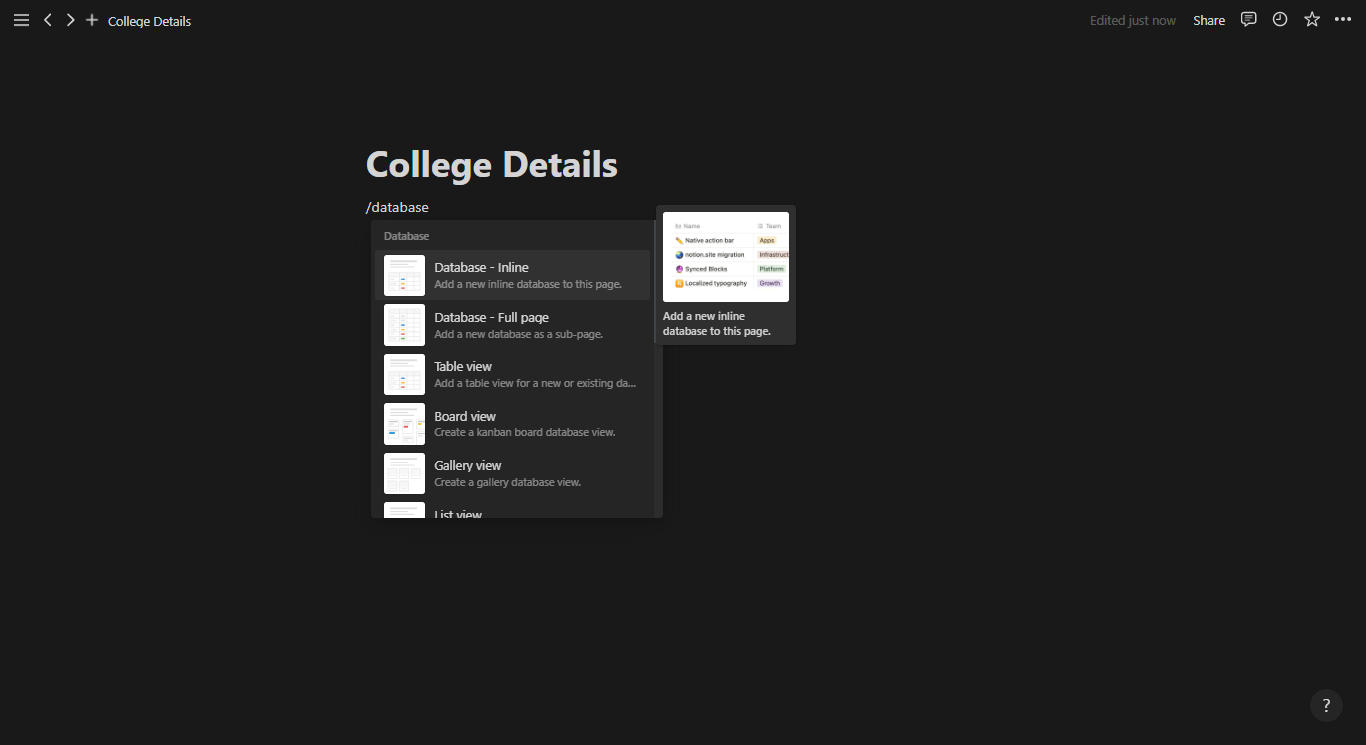 College Details
Edited just now
Share
College Details
/database
Database
Database - Inline
Add a new inline database to this page.
Database - Full page
Add a new database as a sub-page.
Table view
Add a table view for a new or existing da...
Board view
Create a kanban board database view.
Gallery view
Create a gallery database view.
List view
Name Team
Native action bar Apps
notion.site migration Infrastruct
Synced Blocks Platform
Localized typography Growth
Add a new inline
database to this page.
?